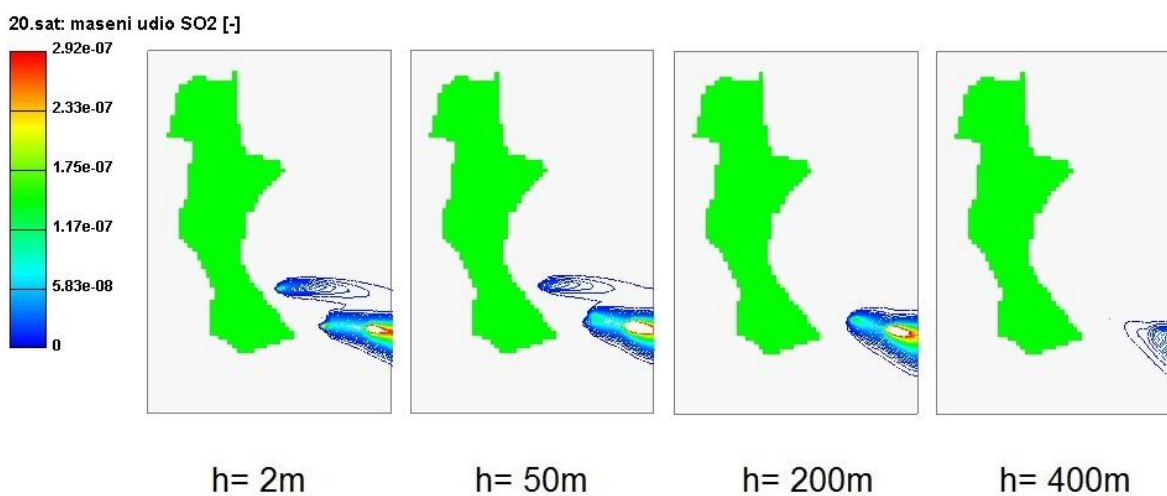 20.sat: maseni udio SO2 [-]
2.92e-07
2.33e-07
1.75e-07
1.17e-07
5.83e-08
0
h= 2m
h= 50m
h= 200m
h= 400m